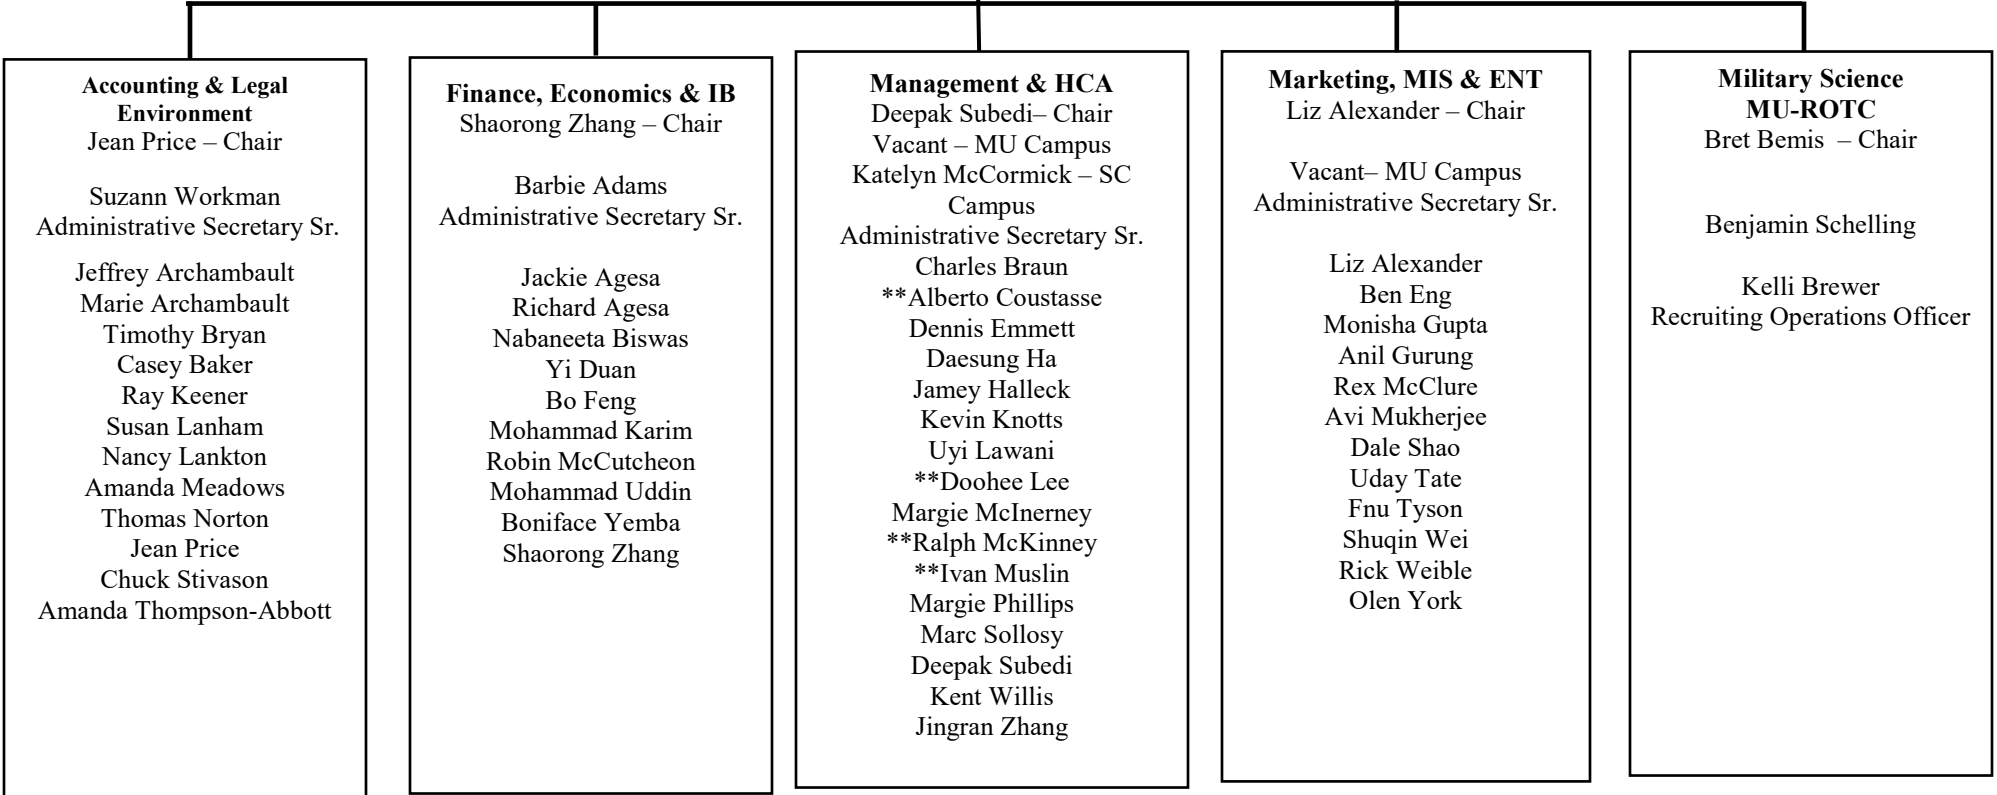 Accounting & Legal
Environment
Jean Price – Chair
Suzann Workman
Administrative Secretary Sr.
Jeffrey Archambault
Marie Archambault
Timothy Bryan
Casey Baker
Ray Keener
Susan Lanham
Nancy Lankton
Amanda Meadows
Thomas Norton
Jean Price
Chuck Stivason
Amanda Thompson-Abbott
Finance, Economics & IB
Shaorong Zhang – Chair
Barbie Adams
Administrative Secretary Sr.
Jackie Agesa
Richard Agesa
Nabaneeta Biswas
Yi Duan
Bo Feng
Mohammad Karim
Robin McCutcheon
Mohammad Uddin
Boniface Yemba
Shaorong Zhang
Management & HCA
Deepak Subedi– Chair
Vacant – MU Campus
Katelyn McCormick – SC
Campus
Administrative Secretary Sr.
Charles Braun
**Alberto Coustasse
Dennis Emmett
Daesung Ha
Jamey Halleck
Kevin Knotts
Uyi Lawani
**Doohee Lee
Margie McInerney
**Ralph McKinney
**Ivan Muslin
Margie Phillips
Marc Sollosy
Deepak Subedi
Kent Willis
Jingran Zhang
Marketing, MIS & ENT
Liz Alexander – Chair
Vacant– MU Campus
Administrative Secretary Sr.
Liz Alexander
Ben Eng
Monisha Gupta
Anil Gurung
Rex McClure
Avi Mukherjee
Dale Shao
Uday Tate
Fnu Tyson
Shuqin Wei
Rick Weible
Olen York
Military Science
MU-ROTC
Bret Bemis – Chair
Benjamin Schelling
Kelli Brewer
Recruiting Operations Officer